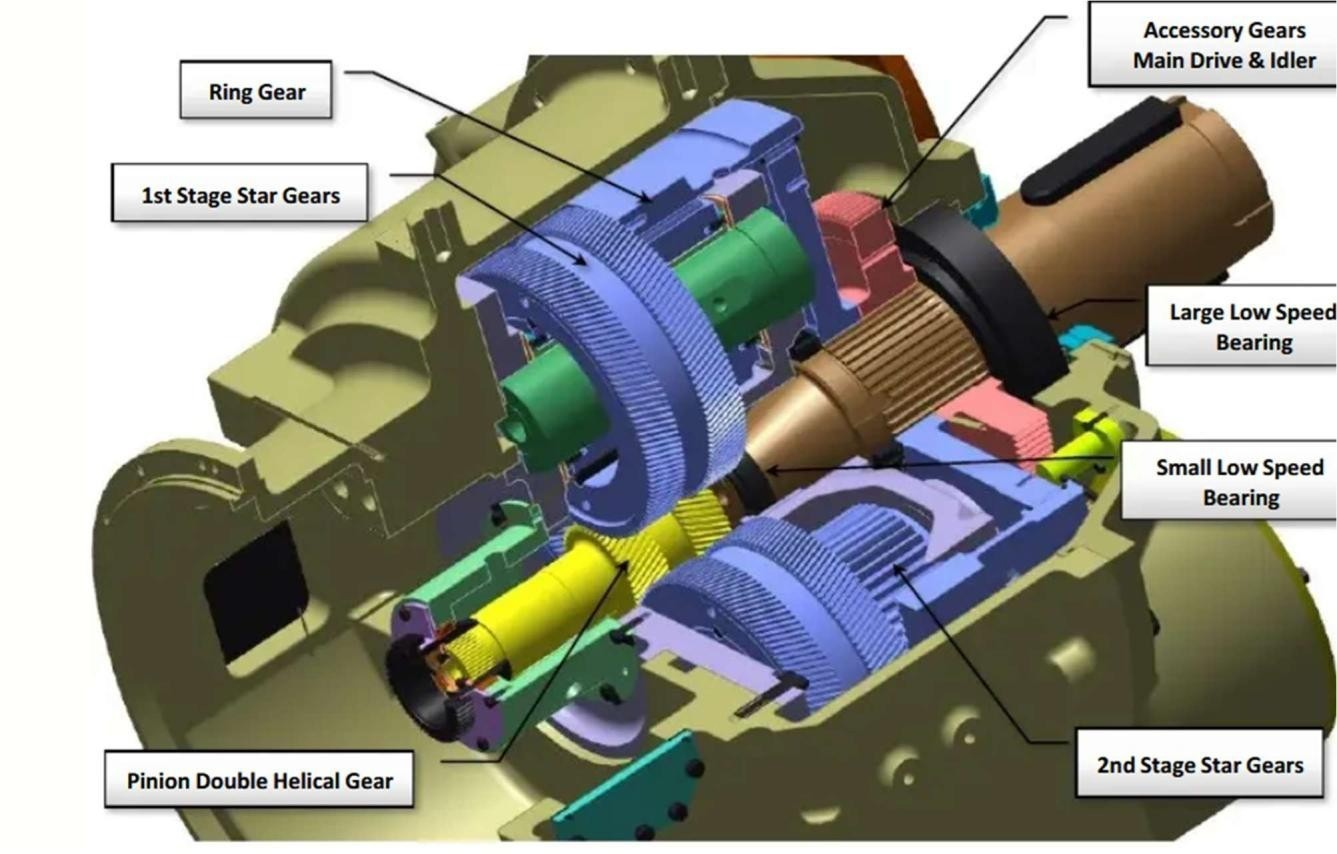 Accessory Gears
Main Drive & Idler
Ring Gear
1st Stage Star Gears
Large Low Speed
Bearing
Small Low Speed
Bearing
Pinion Double Helical Gear
2nd Stage Star Gears